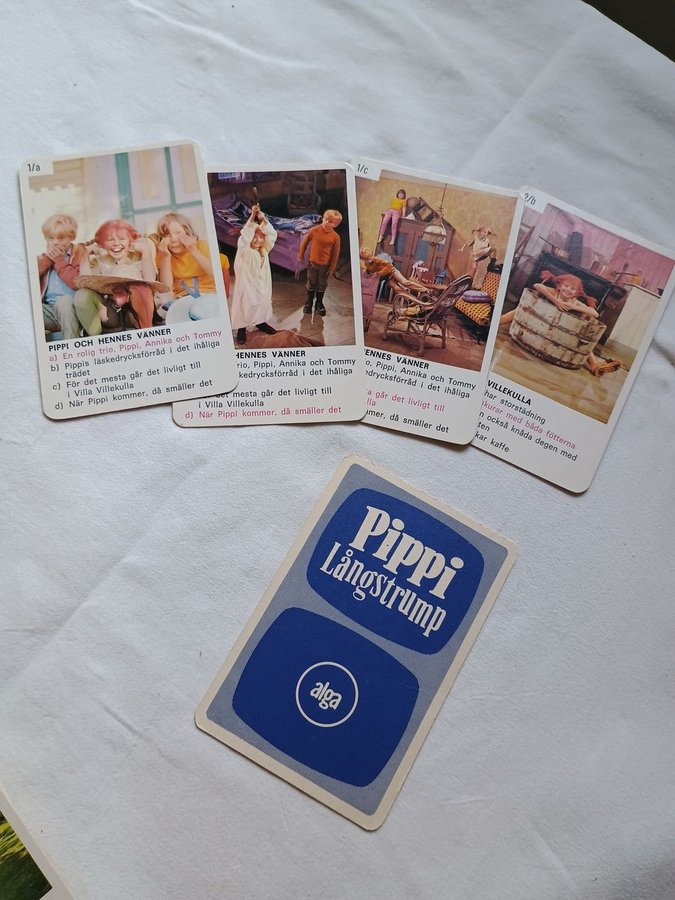 1/a
PIPPI OCH HENNES VÄNNER
a) En rolig trio, Pippi, Annika och Tommy
b) Pippis läskedrycksförråd i det ihåliga
trädet
c) För det mesta går det livligt till
i Villa Villekulla
d) När Pippi kommer, då smäller det
HENNES VÄNNER
trio, Pippi, Annika och Tommy
kedrycksförråd i det ihåliga
mesta går det livligt till
i Villa Villekulla
d) När Pippi kommer, då smäller det
1/c
ENNES VÄNNER
io, Pippi, Annika och Tommy
kedrycksförråd i det ihåliga
a går det livligt till
ulla
kommer, då smäller det
2/b
VILLEKULLA
har storstädning
skurar med båda fötterna
n också knåda degen med
ten
kar kaffe
Pippi
Långstrump
alga